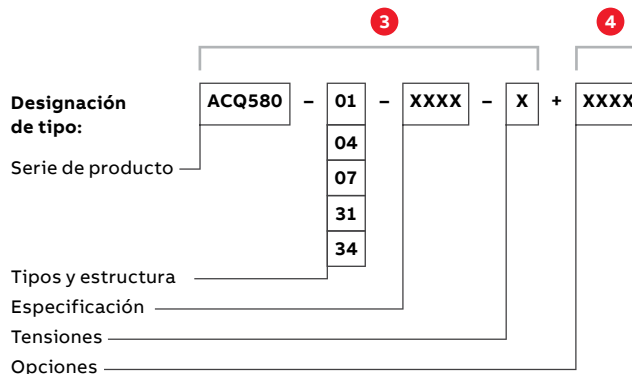 3 4
Designación
de tipo:
ACQ580 – 01 – XXXX – X + XXXX
04
07
31
34
Serie de producto
Tipos y estructura
Especificación
Tensiones
Opciones